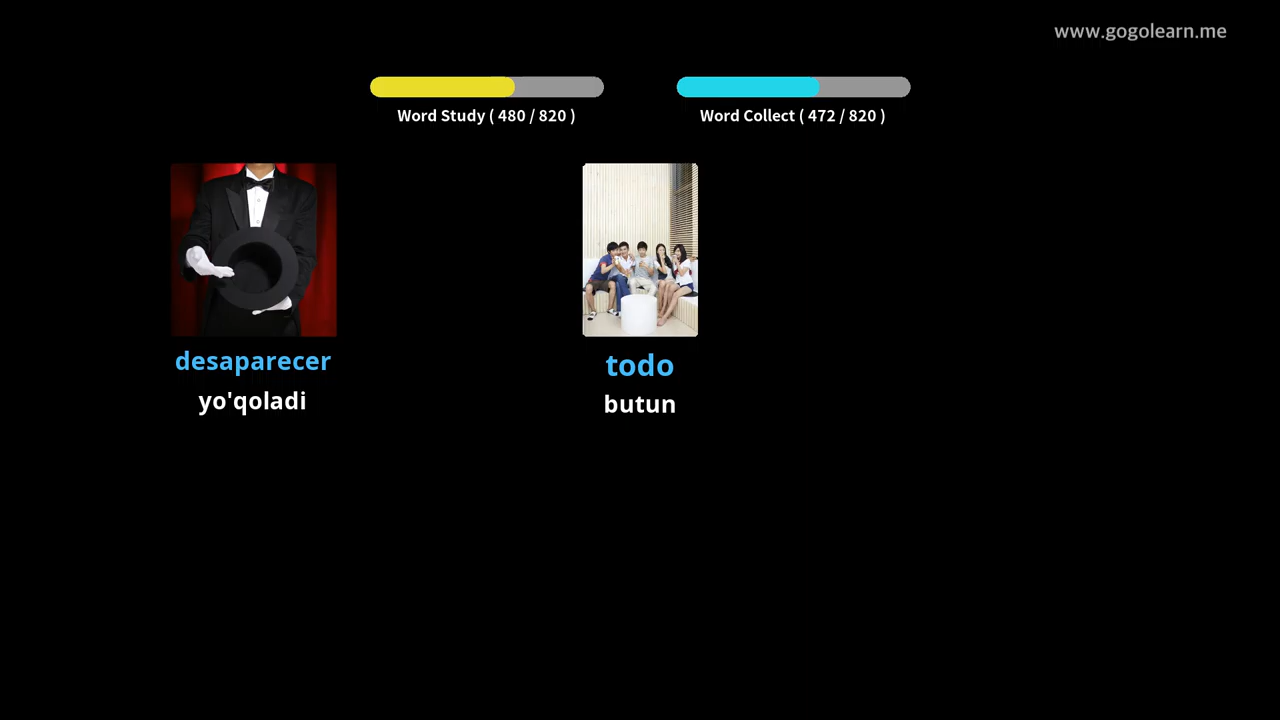 www.gogolearn.me
Word Study ( 480 / 820 )
Word Collect ( 472 / 820 )
desaparecer
yo'qoladi
todo
butun